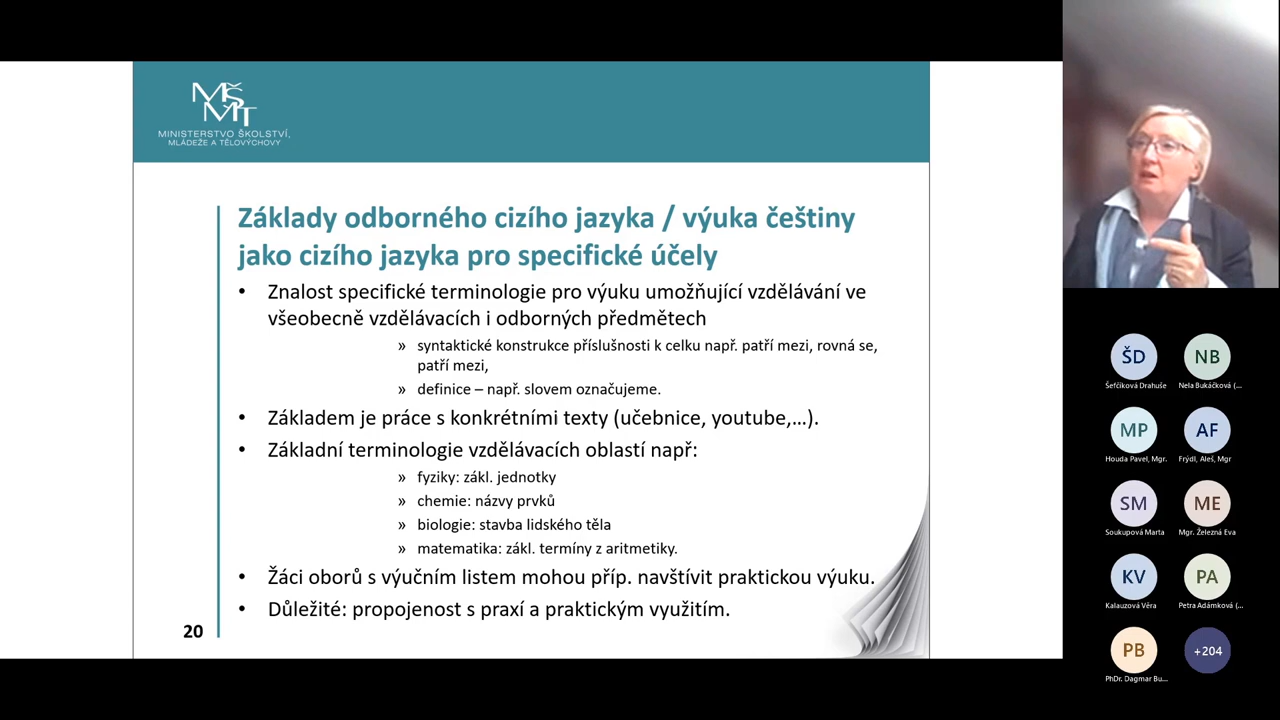 MŠMT
MINISTERSTVO ŠKOLSTVÍ,
MLÁDEŽE A TĚLOVÝCHOVY
Základy odborného cizího jazyka / výuka češtiny
jako cizího jazyka pro specifické účely
• Znalost specifické terminologie pro výuku umožňující vzdělávání ve
všeobecně vzdělávacích i odborných předmětech
» syntaktické konstrukce příslušnosti k celku např. patří mezi, rovná se,
patří mezi,
» definice – např. slovem označujeme.
• Základem je práce s konkrétními texty (učebnice, youtube,...).
• Základní terminologie vzdělávacích oblastí např:
» fyziky: zákl. jednotky
» chemie: názvy prvků
» biologie: stavba lidského těla
» matematika: zákl. termíny z aritmetiky.
• Žáci oborů s výučním listem mohou příp. navštívit praktickou výuku.
• Důležité: propojenost s praxí a praktickým využitím.
20
ŠD NB
Šefčíková Drahuše Nela Bukáčková (...
MP AF
Houda Pavel, Mgr. Frýdl, Aleš, Mgr
SM ME
Soukupová Marta Mgr. Železná Eva
KV PA
Kalauzová Věra Petra Adámková (...
PB +204
PhDr. Dagmar Bu...